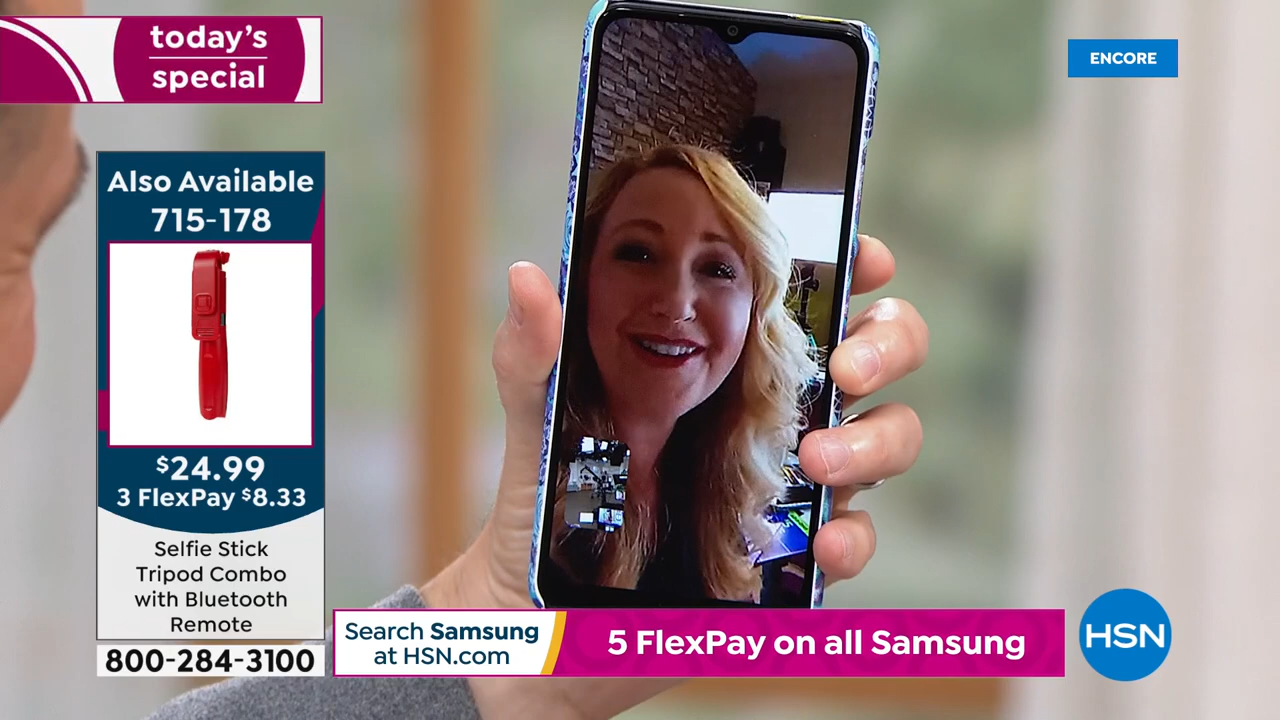 today's
special
ENCORE
Also Available
715-178
$24.99
3 FlexPay $8.33
Selfie Stick
Tripod Combo
with Bluetooth
Remote
800-284-3100
Search Samsung
at HSN.com
5 FlexPay on all Samsung
HSN